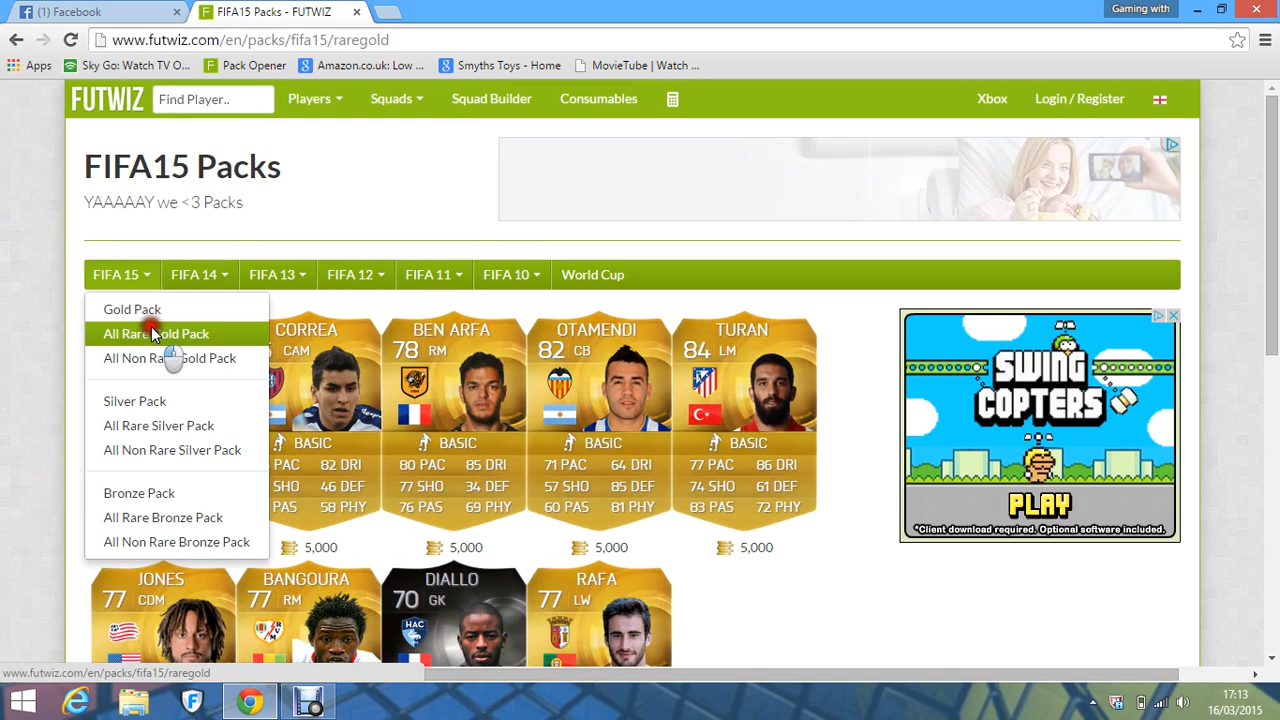 (1) Facebook
FIFA15 Packs - FUTWIZ
Gaming with
www.futwiz.com/en/packs/fifa15/raregold
Apps
Sky Go: Watch TV O...
Pack Opener
Amazon.co.uk: Low ...
Smyths Toys - Home
MovieTube | Watch ...
FUTWIZ
Find Player..
Players
Squads
Squad Builder
Consumables
Xbox
Login / Register
FIFA15 Packs
YAAAAAY we <3 Packs
FIFA 15
FIFA 14
FIFA 13
FIFA 12
FIFA 11
FIFA 10
World Cup
Gold Pack
All Rare Gold Pack
All Non Rare Gold Pack
Silver Pack
All Rare Silver Pack
All Non Rare Silver Pack
Bronze Pack
All Rare Bronze Pack
All Non Rare Bronze Pack
CORREA
CAM
BASIC
PAC 82 DRI
SHO 46 DEF
PAS 58 PHY
5,000
BEN ARFA
78 RM
BASIC
80 PAC 85 DRI
77 SHO 34 DEF
76 PAS 69 PHY
5,000
OTAMENDI
82 CB
BASIC
71 PAC 64 DRI
57 SHO 85 DEF
60 PAS 81 PHY
5,000
TURAN
84 LM
BASIC
77 PAC 86 DRI
74 SHO 61 DEF
83 PAS 72 PHY
5,000
SWING
COPTERS
PLAY
*Client download required. Optional software included.
JONES
77 CDM
BANGOURA
77 RM
DIALLO
70 GK
HAC
RAFA
77 LW
www.futwiz.com/en/packs/fifa15/raregold
17:13
16/03/2015